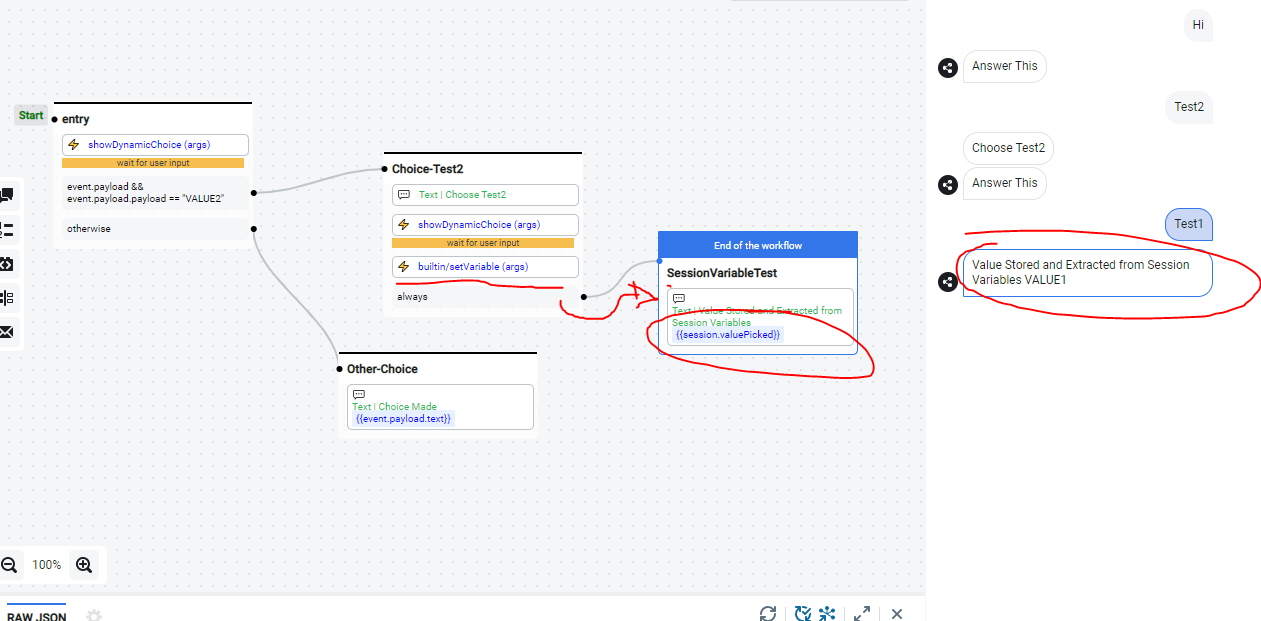 Start
entry
showDynamicChoice (args)
wait for user input
event.payload &&
event.payload.payload == "VALUE2"
otherwise
Choice-Test2
Text | Choose Test2
showDynamicChoice (args)
wait for user input
builtin/setVariable (args)
always
End of the workflow
SessionVariableTest
Text | Value Stored and Extracted from
Session Variables
{{session.valuePicked}}
Other-Choice
Text | Choice Made
{{event.payload.text}}
100%
RAW JSON
Hi
Answer This
Test2
Choose Test2
Answer This
Test1
Value Stored and Extracted from Session
Variables VALUE1